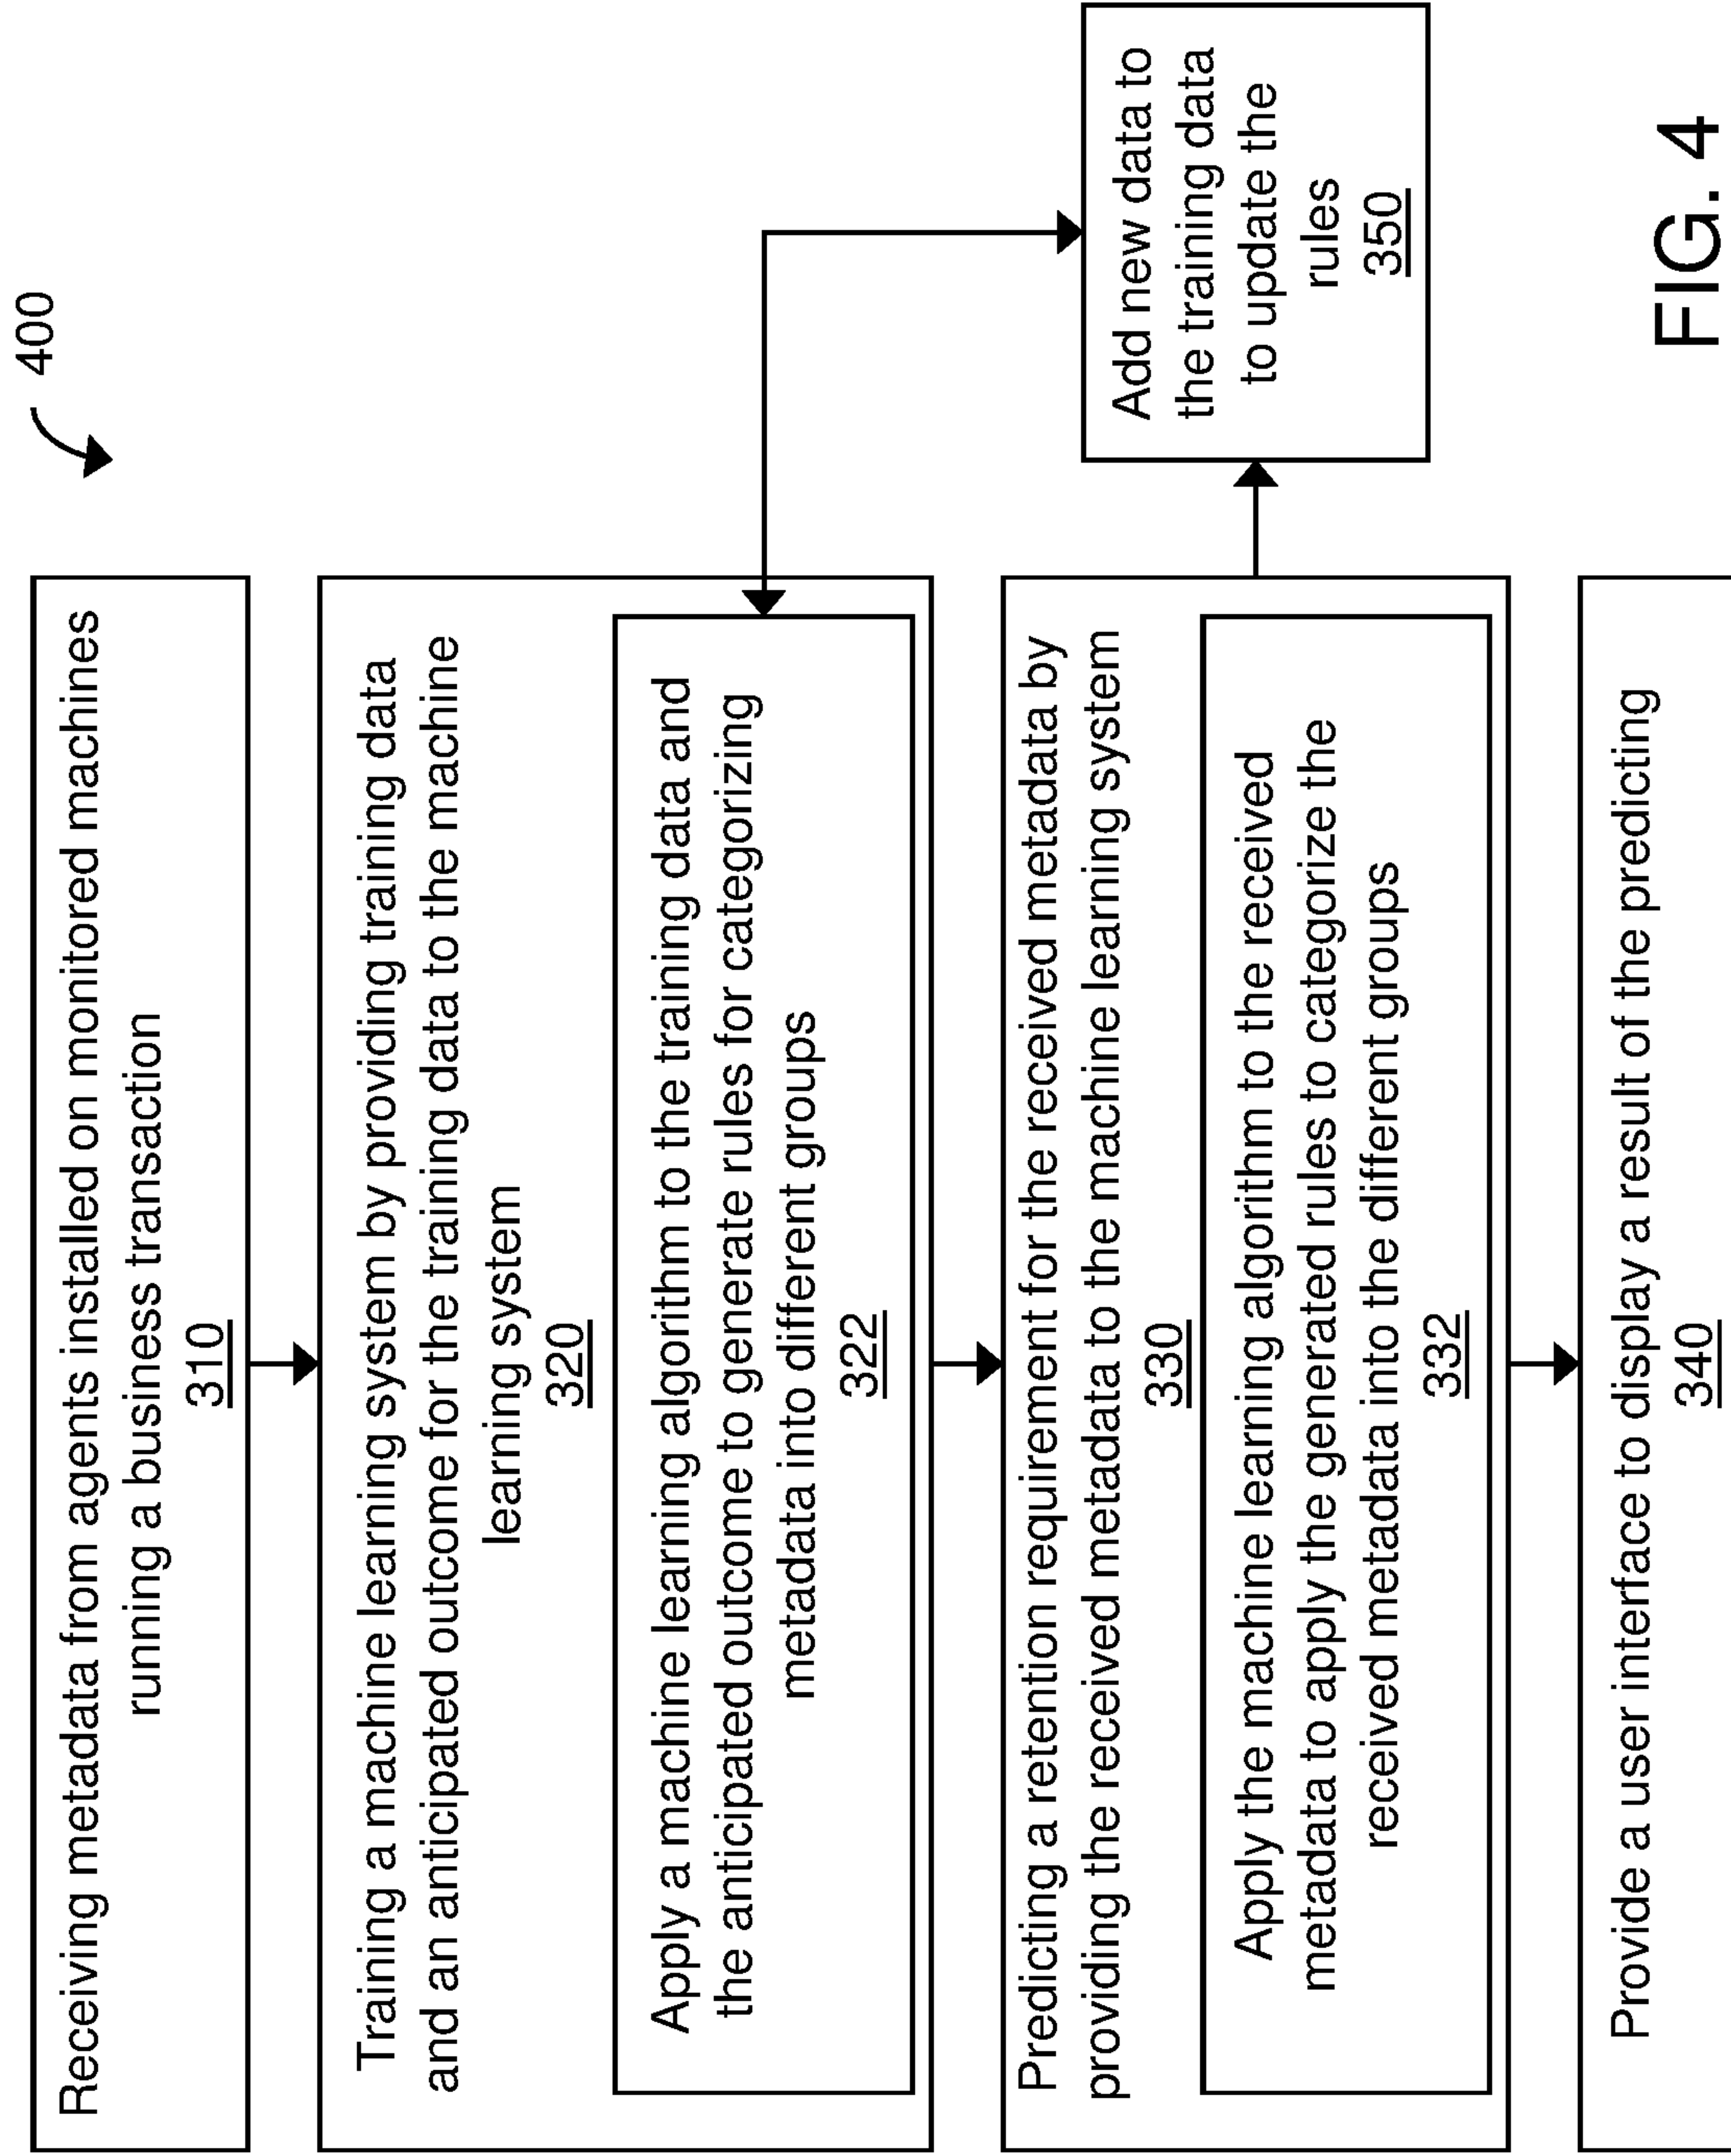 400
Receiving metadata from agents installed on monitored machines
running a business transaction
310
Training a machine learning system by providing training data
and an anticipated outcome for the training data to the machine
learning system
320
Apply a machine learning algorithm to the training data and
the anticipated outcome to generate rules for categorizing
metadata into different groups
322
Predicting a retention requirement for the received metadata by
providing the received metadata to the machine learning system
330
Apply the machine learning algorithm to the received
metadata to apply the generated rules to categorize the
received metadata into the different groups
332
Add new data to
the training data
to update the
rules
350
Provide a user interface to display a result of the predicting
340
FIG. 4